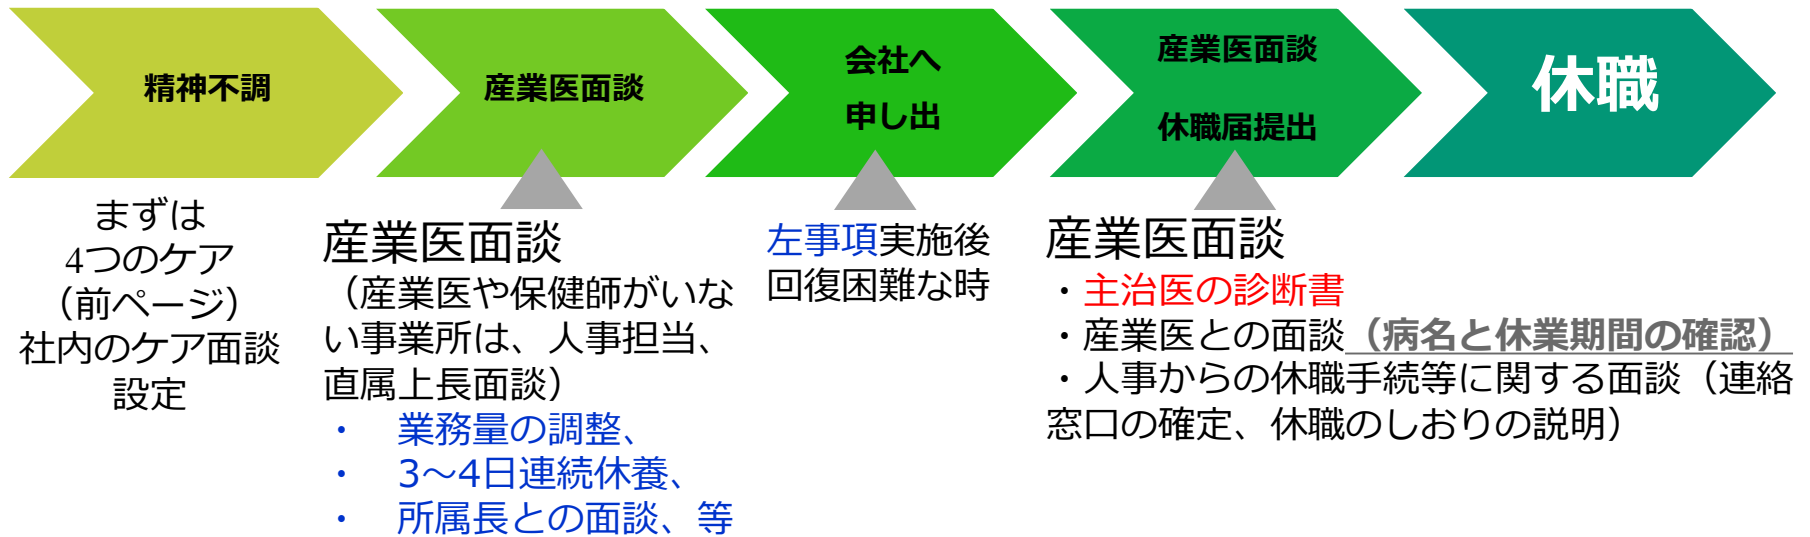 精神不調
産業医面談
会社へ
申し出
産業医面談
休職届提出
休職
まずは
4つのケア
（前ページ）
社内のケア面談
設定
産業医面談
（産業医や保健師がいな
い事業所は、人事担当、
直属上長面談）
・　業務量の調整、
・　3～4日連続休養、
・　所属長との面談、等
左事項実施後
回復困難な時
産業医面談
・主治医の診断書
・産業医との面談（病名と休業期間の確認）
・人事からの休職手続等に関する面談（連絡
窓口の確定、休職のしおりの説明）